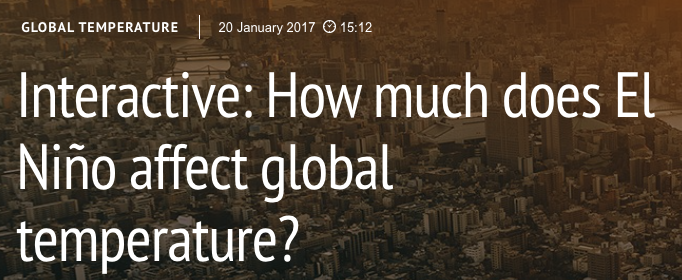 GLOBAL TEMPERATURE | 20 January 2017 15:12
Interactive: How much does El
Niño affect global
temperature?